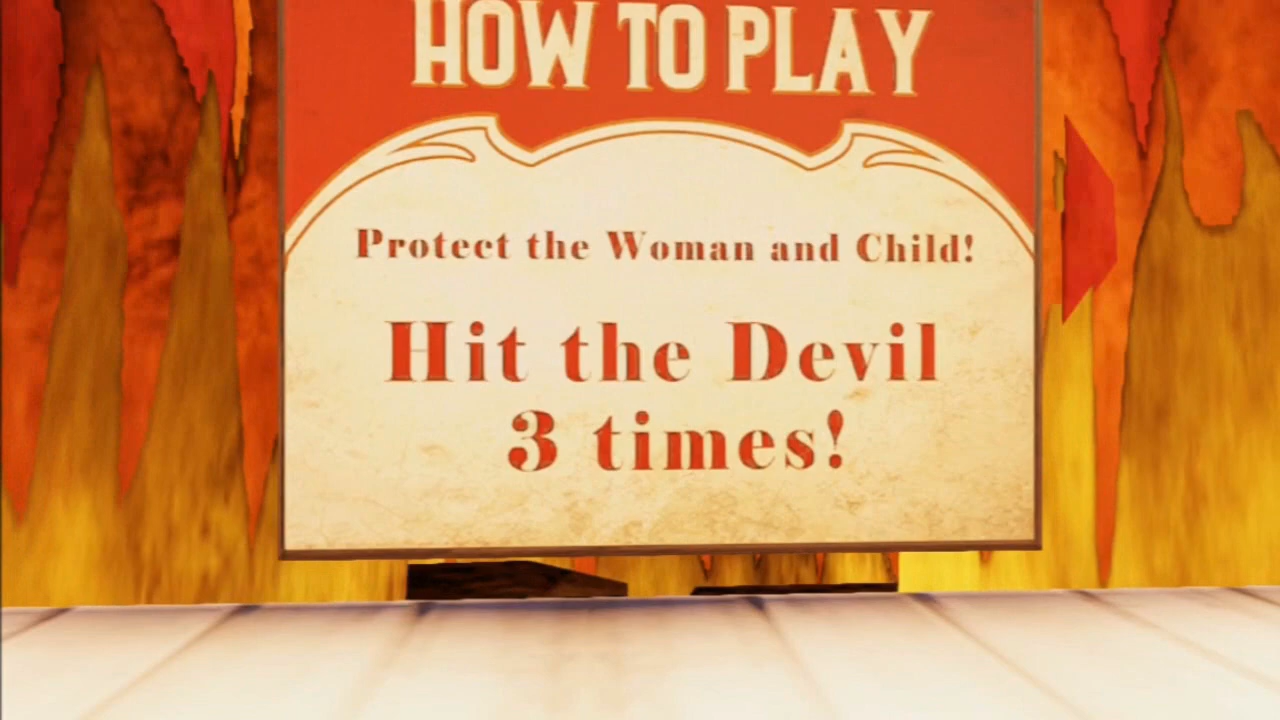 HOW TO PLAY
Protect the Woman and Child!
Hit the Devil
3 times!